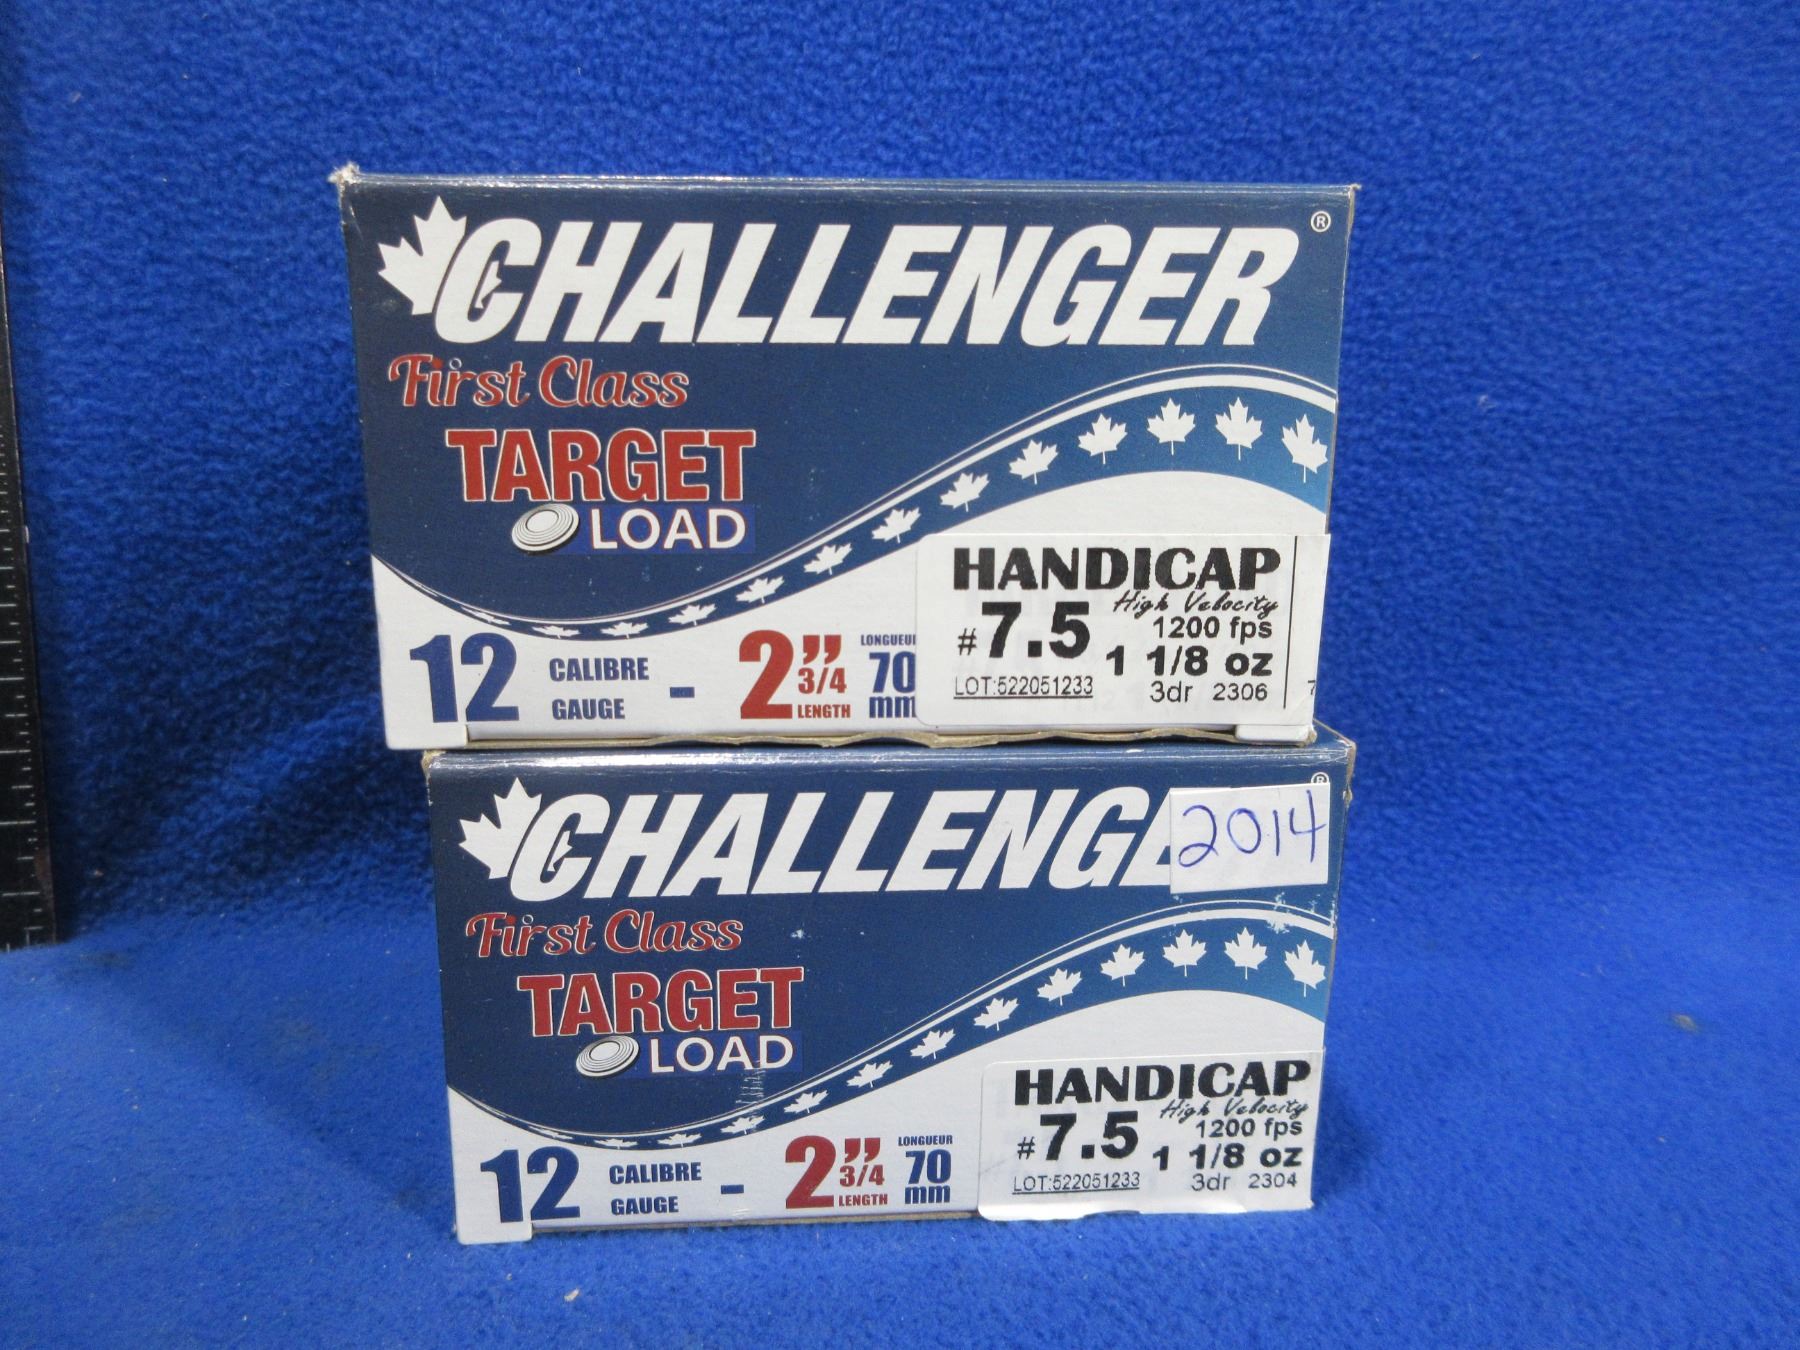 CHALLENGER®
First Class
TARGET
LOAD
12 CALIBRE GAUGE - 2" 3/4 LENGTH LONGUEU 70 mm
HANDICAP
High Velocity
#7.5 1200 fps
1 1/8 oz
LOT:522051233 3dr 2306 7
CHALLENGE ®
2014
First Class
TARGET
LOAD
12 CALIBRE GAUGE - 2" 3/4 LENGTH LONGUEUR 70 mm
HANDICAP
High Velocity
#7.5 1200 fps
1 1/8 oz
LOT:522051233 3dr 2304